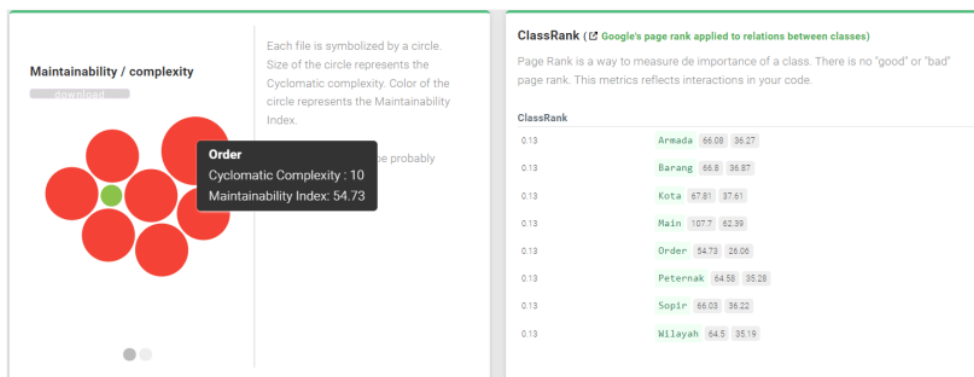 Maintainability / complexity
download
Each file is symbolized by a circle.
Size of the circle represents the
Cyclomatic complexity. Color of the
circle represents the Maintainability
Index.
be probably
Order
Cyclomatic Complexity : 10
Maintainability Index: 54.73
ClassRank (Google's page rank applied to relations between classes)
Page Rank is a way to measure de importance of a class. There is no "good" or "bad"
page rank. This metrics reflects interactions in your code.
ClassRank
0.13 Armada 66.08 36.27
0.13 Barang 66.8 36.87
0.13 Kota 67.81 37.61
0.13 Main 107.7 62.39
0.13 Order 54.73 26.06
0.13 Peternak 64.58 35.28
0.13 Sopir 66.03 36.22
0.13 Wilayah 64.5 35.19